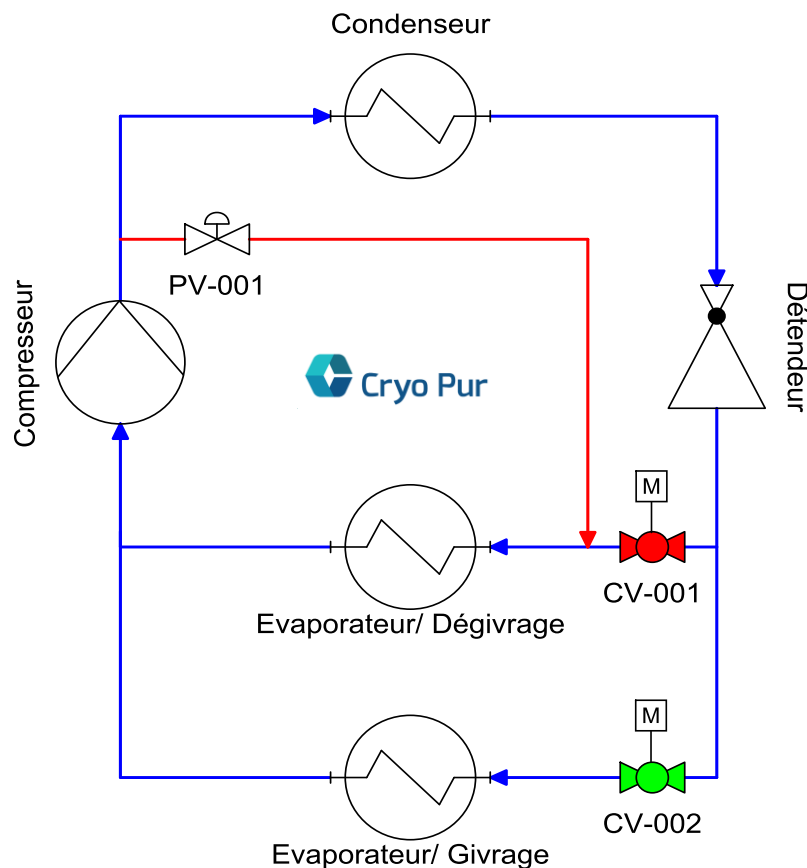 Condenseur
PV-001
Compresseur
Détendeur
Cryo Pur
M
CV-001
Evaporateur/ Dégivrage
M
CV-002
Evaporateur/ Givrage